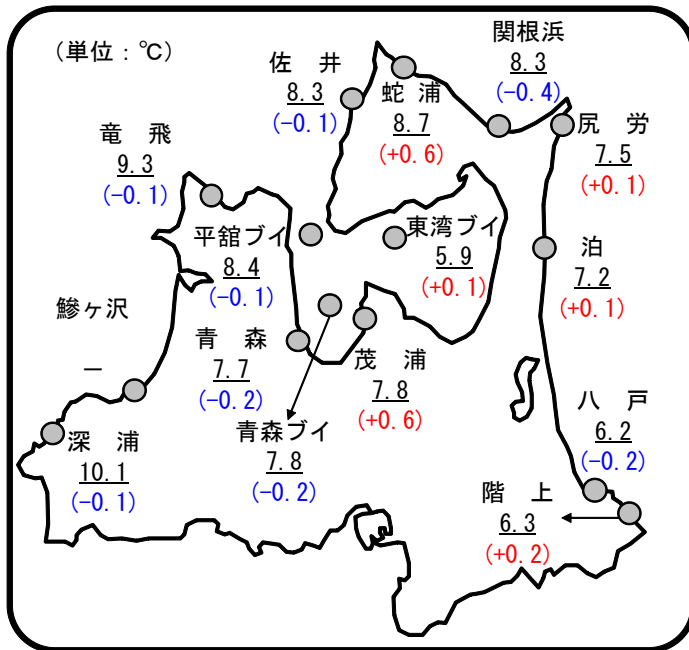 (単位：℃)
関根浜
8.3
(-0.4)
佐 井
8.3
(-0.1)
蛇 浦
8.7
(+0.6)
尻 労
7.5
(+0.1)
竜 飛
9.3
(-0.1)
平舘ブイ
8.4
(-0.1)
東湾ブイ
5.9
(+0.1)
泊
7.2
(+0.1)
鰺ヶ沢
－
青 森
7.7
(-0.2)
茂 浦
7.8
(+0.6)
青森ブイ
7.8
(-0.2)
深 浦
10.1
(-0.1)
八 戸
6.2
(-0.2)
階 上
6.3
(+0.2)